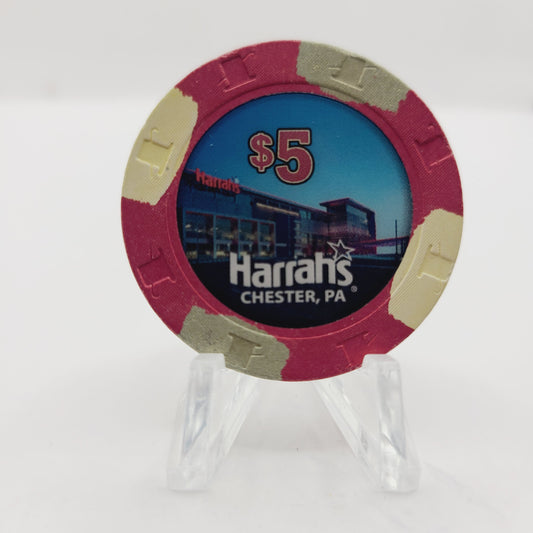 $5
Harrah's
Harrah's
CHESTER, PA ®